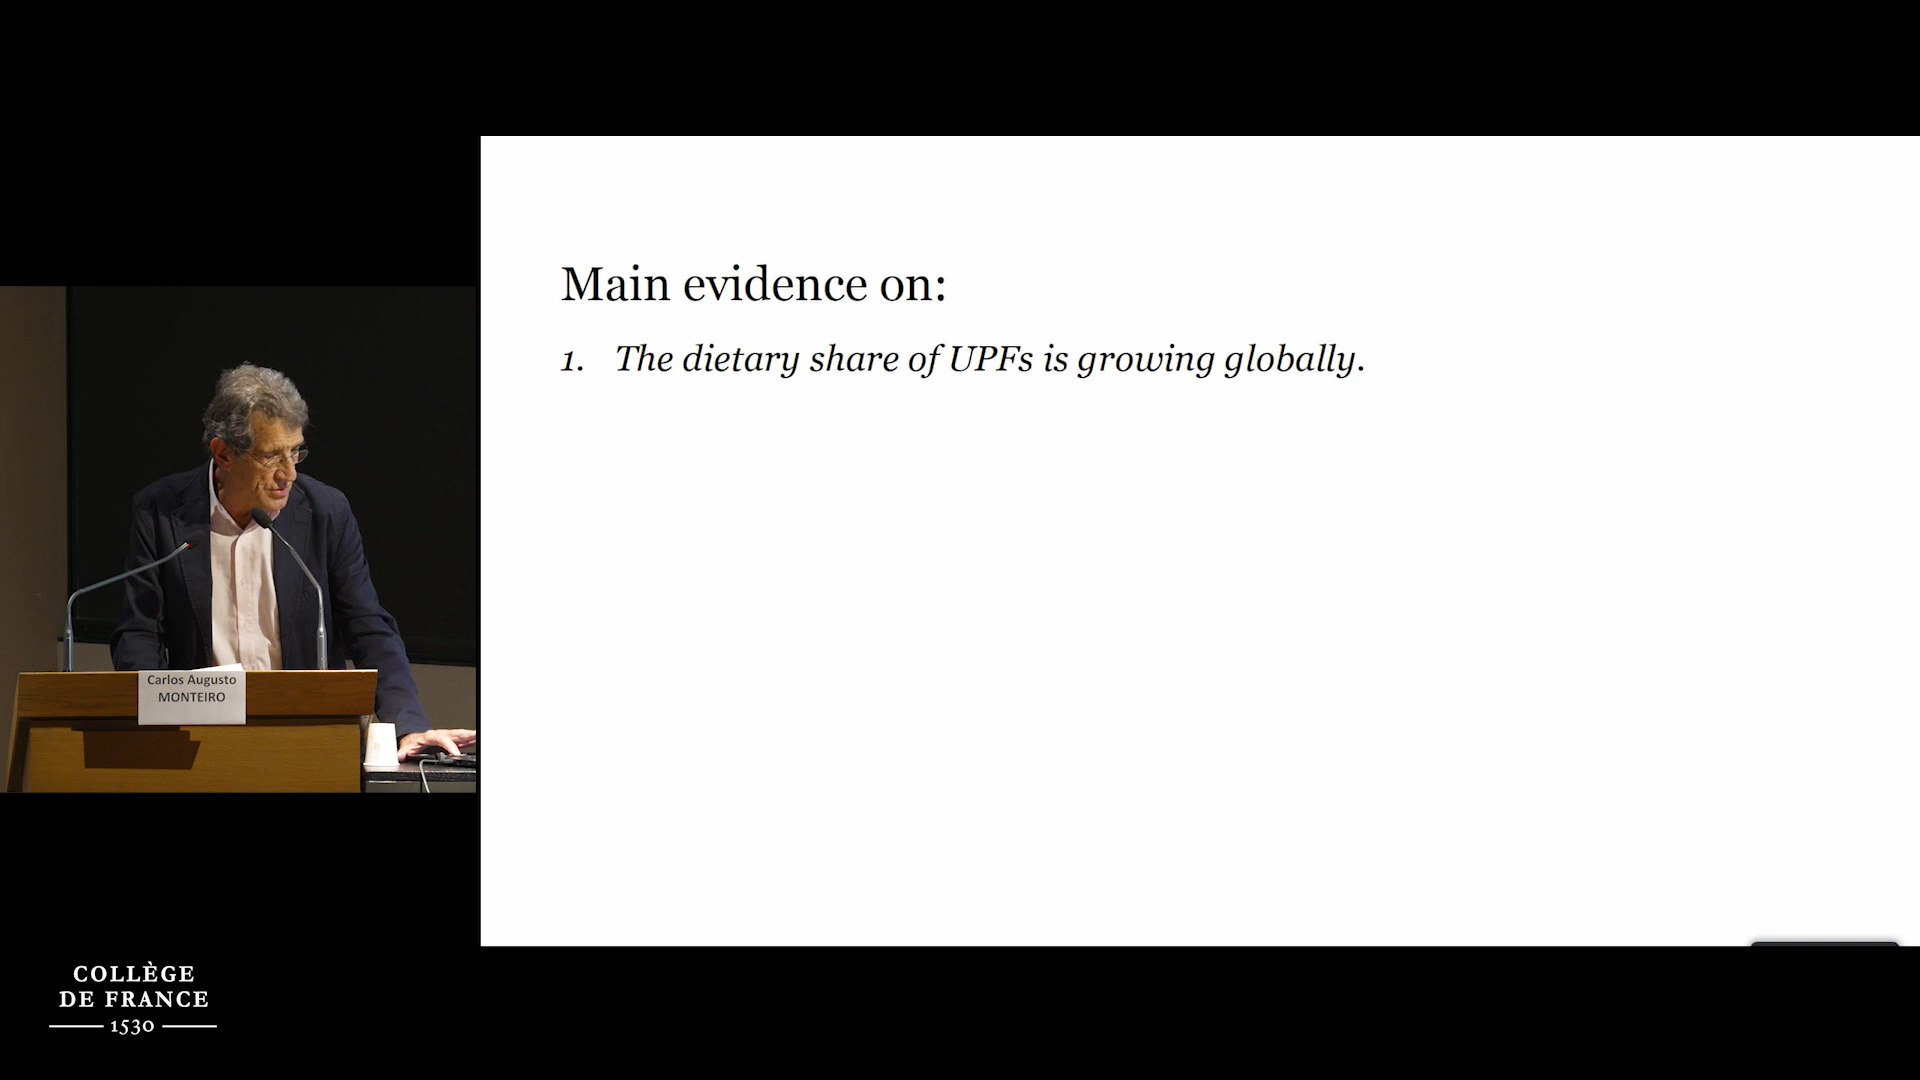 Main evidence on:
1. The dietary share of UPFs is growing globally.
Carlos Augusto
MONTEIRO
COLLÈGE
DE FRANCE
1530